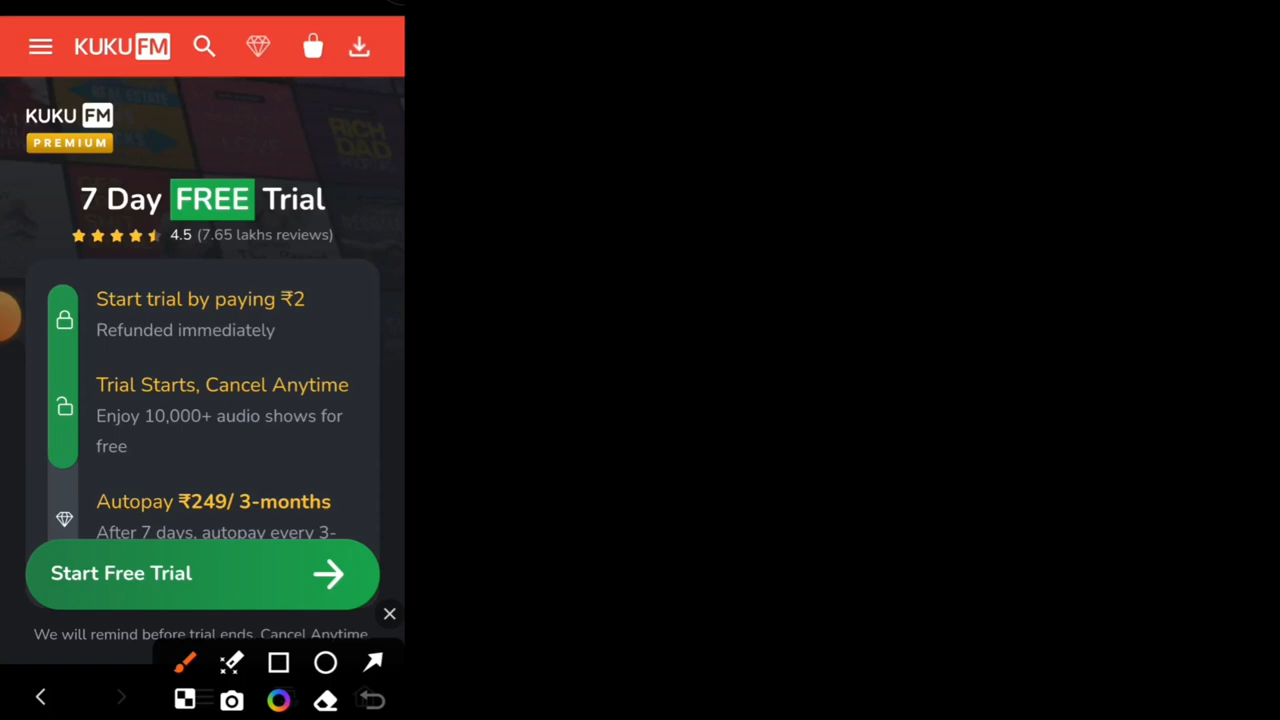 KUKU FM
KUKU FM
PREMIUM
7 Day FREE Trial
4.5 (7.65 lakhs reviews)
Start trial by paying ₹2
Refunded immediately
Trial Starts, Cancel Anytime
Enjoy 10,000+ audio shows for
free
Autopay ₹249/ 3-months
After 7 days, autopay every 3-
Start Free Trial
We will remind before trial ends. Cancel Anytime
RICH
DAD